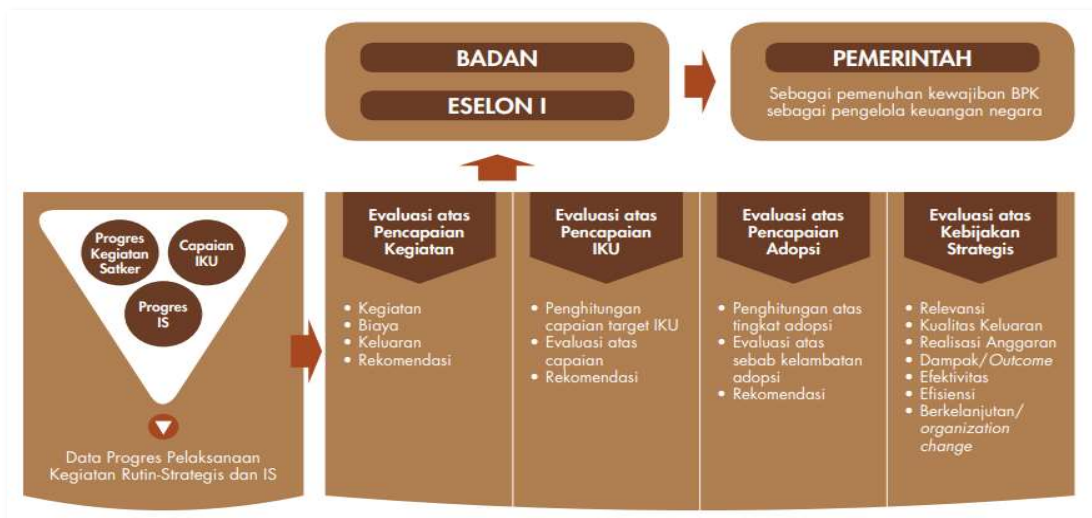 BADAN
ESELON I
PEMERINTAH
Sebagai pemenuhan kewajiban BPK
sebagai pengelola keuangan negara
Progres
Kegiatan
Satker
Capaian
IKU
Progres
IS
Data Progres Pelaksanaan
Kegiatan Rutin-Strategis dan IS
Evaluasi atas
Pencapaian
Kegiatan
• Kegiatan
• Biaya
• Keluaran
• Rekomendasi
Evaluasi atas
Pencapaian
IKU
• Penghitungan
capaian target IKU
• Evaluasi atas
capaian
• Rekomendasi
Evaluasi atas
Pencapaian
Adopsi
• Penghitungan atas
tingkat adopsi
• Evaluasi atas
sebab kelambatan
adopsi
• Rekomendasi
Evaluasi atas
Kebijakan
Strategis
• Relevansi
• Kualitas Keluaran
• Realisasi Anggaran
• Dampak/Outcome
• Efektivitas
• Efisiensi
• Berkelanjutan/
organization
change